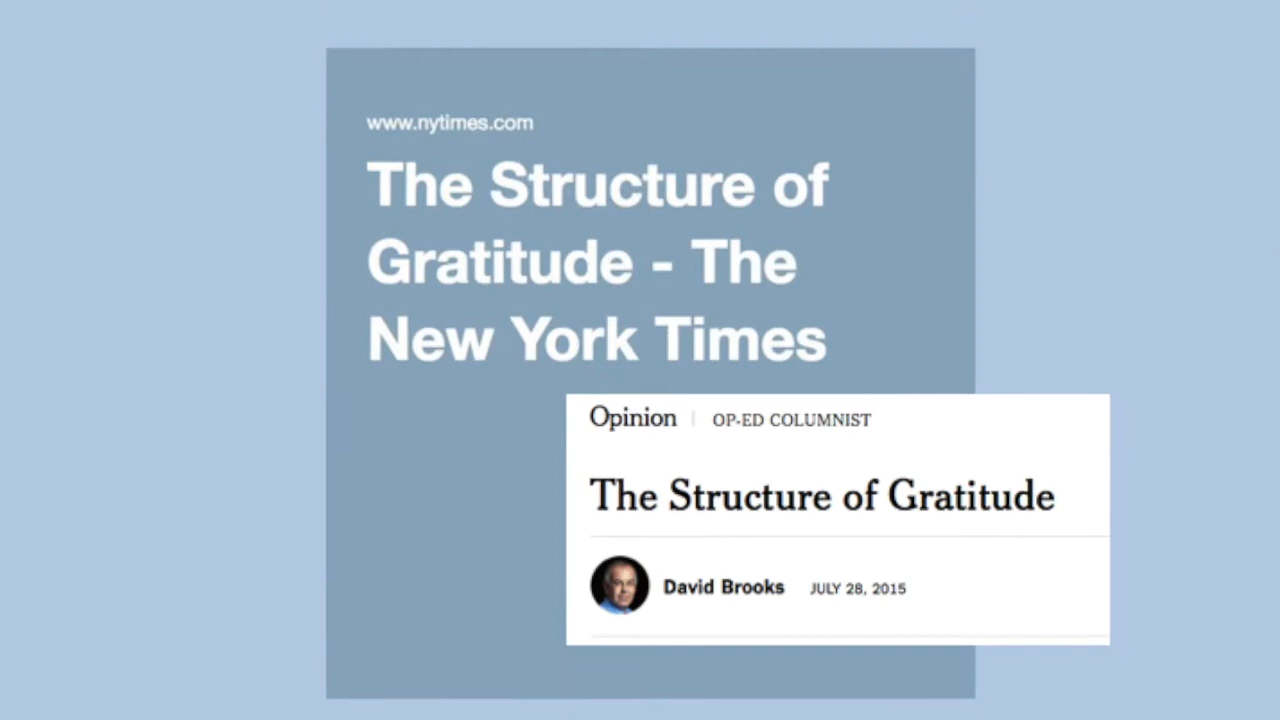 www.nytimes.com
The Structure of
Gratitude - The
New York Times
Opinion | OP-ED COLUMNIST
The Structure of Gratitude
David Brooks JULY 28, 2015